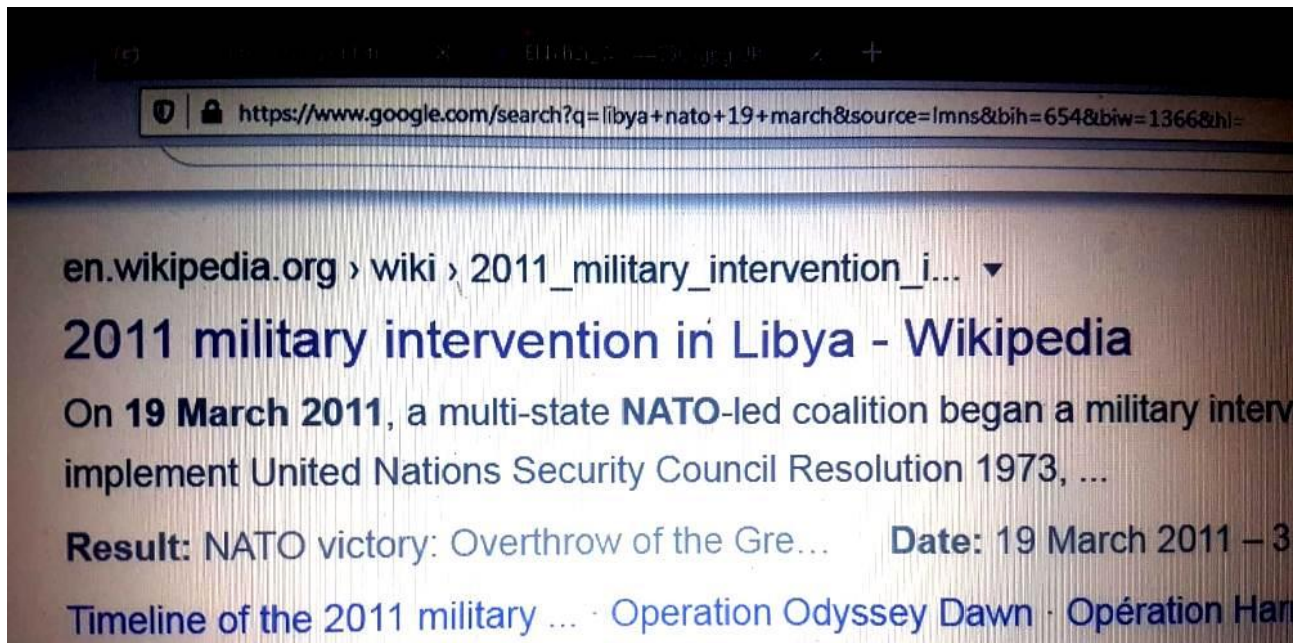 https://www.google.com/search?q=libya+nato+19+march&source=lmns&bih=654&biw=1366&hl=
en.wikipedia.org › wiki › 2011_military_intervention_i...
2011 military intervention in Libya - Wikipedia
On 19 March 2011, a multi-state NATO-led coalition began a military interv
implement United Nations Security Council Resolution 1973, ...
Result: NATO victory: Overthrow of the Gre... Date: 19 March 2011 – 3
Timeline of the 2011 military ... · Operation Odyssey Dawn · Opération Har